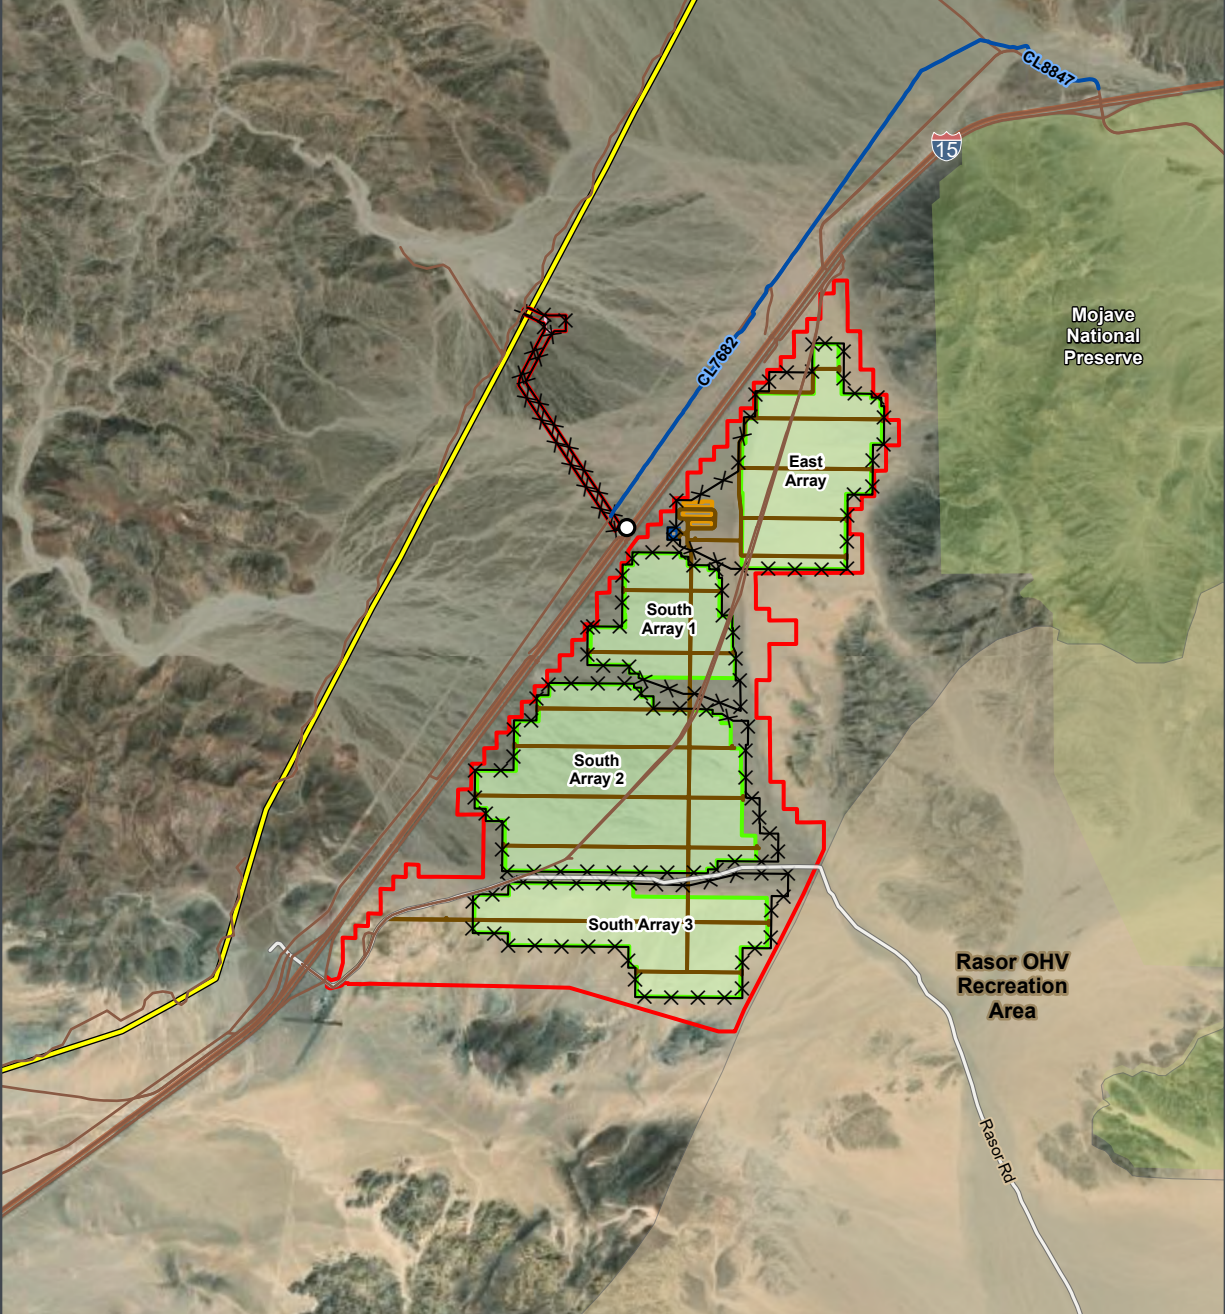 CL8847
15
Mojave
National
Preserve
CL7682
East
Array
South
Array 1
South
Array 2
South Array 3
Rasor OHV
Recreation
Area
Rasor Rd